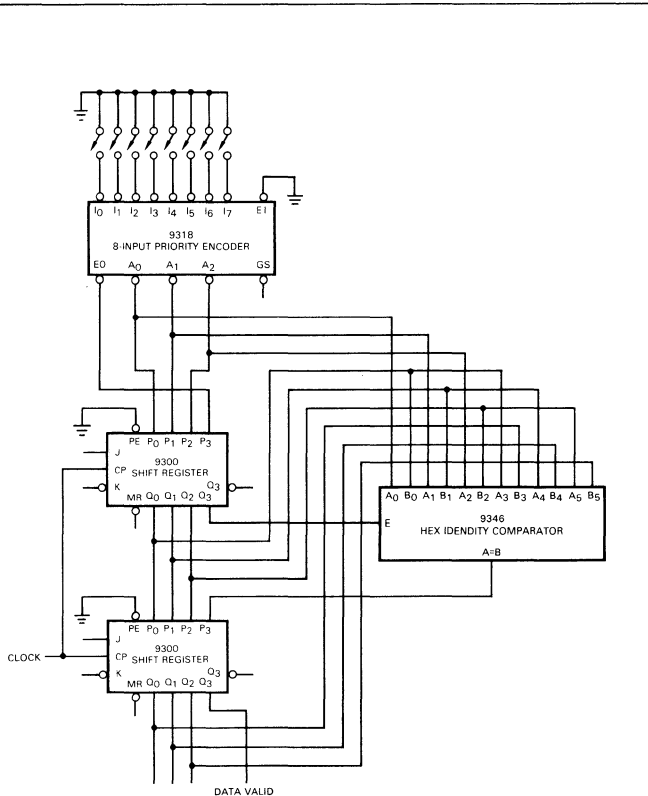 I0 I1 I2 I3 I4 I5 I6 I7 EI
9318
8-INPUT PRIORITY ENCODER
EO A0 A1 A2 GS
PE P0 P1 P2 P3
J
9300
CP SHIFT REGISTER
K Q3
MR Q0 Q1 Q2 Q3
A0 B0 A1 B1 A2 B2 A3 B3 A4 B4 A5 B5
9346
E HEX IDENDITY COMPARATOR
A=B
PE P0 P1 P2 P3
J
9300
CLOCK CP SHIFT REGISTER
K Q3
MR Q0 Q1 Q2 Q3
DATA VALID